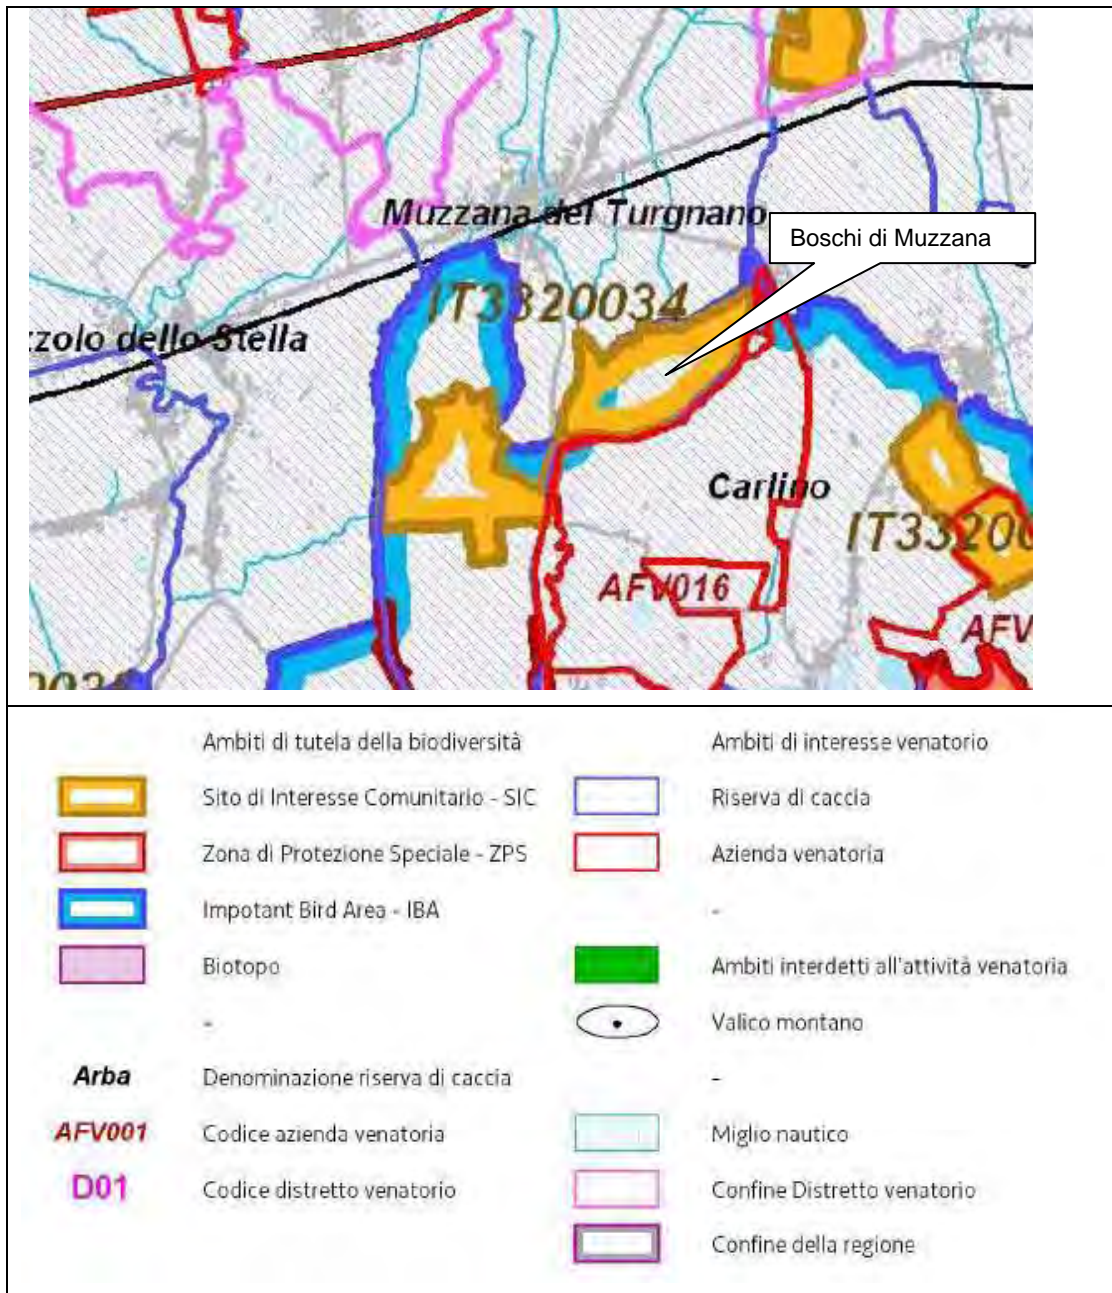 Muzzana del Turgnano
Boschi di Muzzana
IT3320034
zzolo dello Stella
Carlino
IT33200
AFV016
AFV
Ambiti di tutela della biodiversità
Sito di Interesse Comunitario - SIC
Zona di Protezione Speciale - ZPS
Impotant Bird Area - IBA
Biotopo
-
Arba Denominazione riserva di caccia
AFV001 Codice azienda venatoria
D01 Codice distretto venatorio
Ambiti di interesse venatorio
Riserva di caccia
Azienda venatoria
-
Ambiti interdetti all'attività venatoria
Valico montano
-
Miglio nautico
Confine Distretto venatorio
Confine della regione